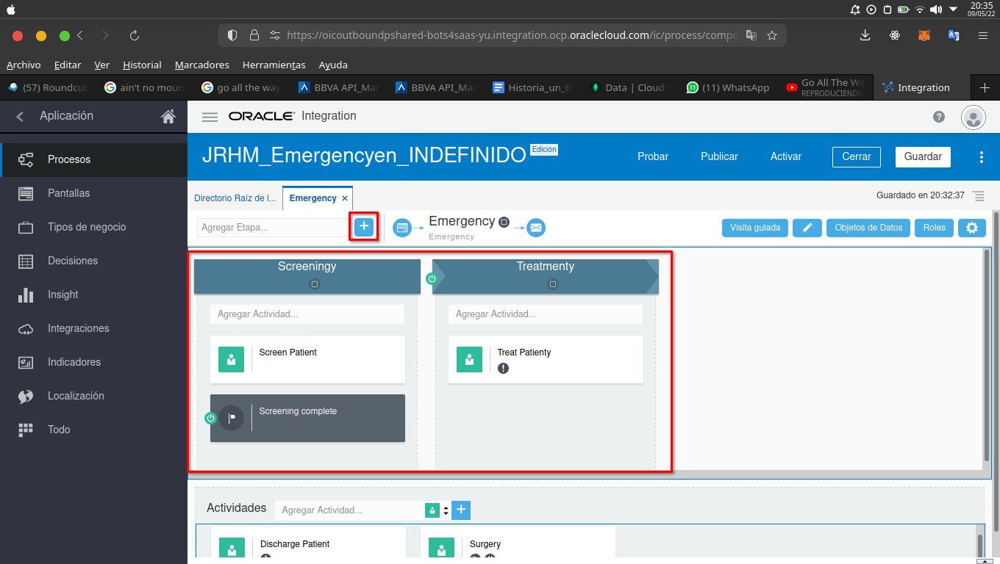 20:35
09/05/22
https://oicoutboundpshared-bots4saas-yu.integration.ocp.oraclecloud.com/ic/process/compo
Archivo Editar Ver Historial Marcadores Herramientas Ayuda
(57) Roundcub ain't no moun go all the way BBVA API_Mar BBVA API_Mar Historia_un_ti Data | Cloud: (11) WhatsApp Go All The Wa Integration
REPRODUCIENDO
Aplicación
ORACLE Integration
JRHM_Emergencyen_INDEFINIDO Edición
Probar Publicar Activar Cerrar Guardar
Procesos
Pantallas
Tipos de negocio
Decisiones
Insight
Integraciones
Indicadores
Localización
Todo
Directorio Raíz de l... Emergency
Guardado en 20:32:37
Agregar Etapa...
Emergency
Emergency
Visita guiada Objetos de Datos Roles
Screeningy Treatmenty
Agregar Actividad... Agregar Actividad...
Screen Patient Treat Patienty
Screening complete
Actividades Agregar Actividad...
Discharge Patient Surgery